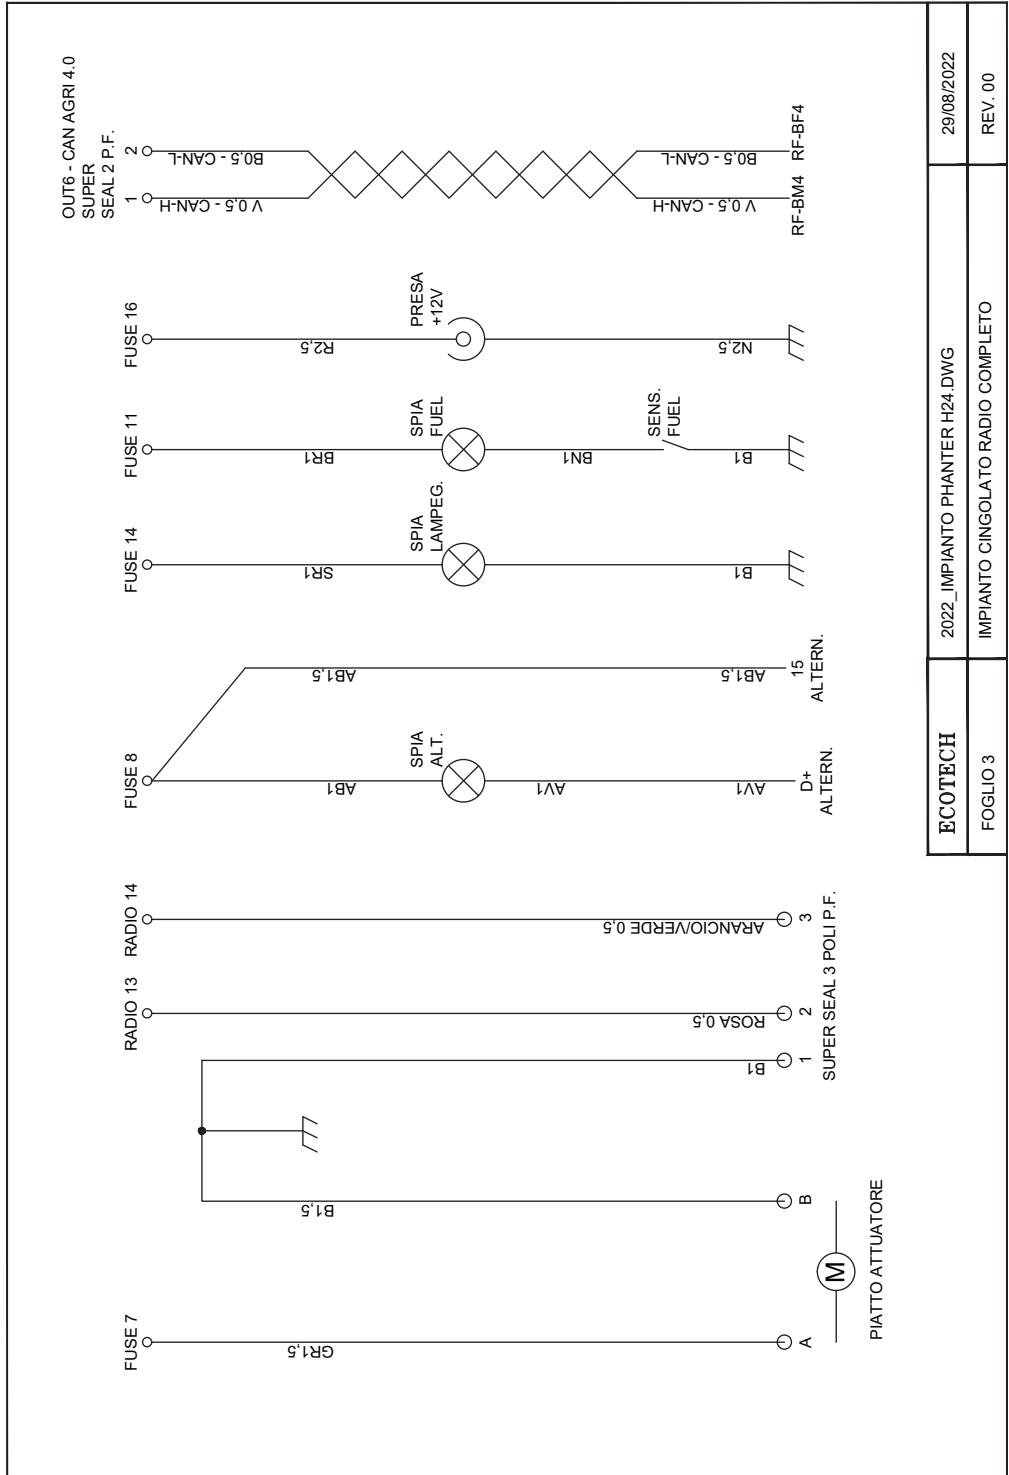 FUSE 7
GR1,5
A
M
PIATTO ATTUATORE
B1,5
B
B1
1
RADIO 13
ROSA 0,5
2
RADIO 14
ARANCIO/VERDE 0,5
3
SUPER SEAL 3 POLI P.F.
FUSE 8
AB1
SPIA
ALT.
AV1
AV1
D+
ALTERN.
AB1,5
AB1,5
15
ALTERN.
FUSE 14
SR1
SPIA
LAMPEG.
B1
FUSE 11
BR1
SPIA
FUEL
BN1
SENS.
FUEL
B1
FUSE 16
R2,5
PRESA
+12V
N2,5
OUT6 - CAN AGRI 4.0
SUPER
SEAL 2 P.F.
1
2
V 0,5 - CAN-H
B0,5 - CAN-L
V 0,5 - CAN-H
B0,5 - CAN-L
RF-BM4
RF-BF4
ECOTECH
2022_IMPIANTO PHANTER H24.DWG
29/08/2022
FOGLIO 3
IMPIANTO CINGOLATO RADIO COMPLETO
REV. 00